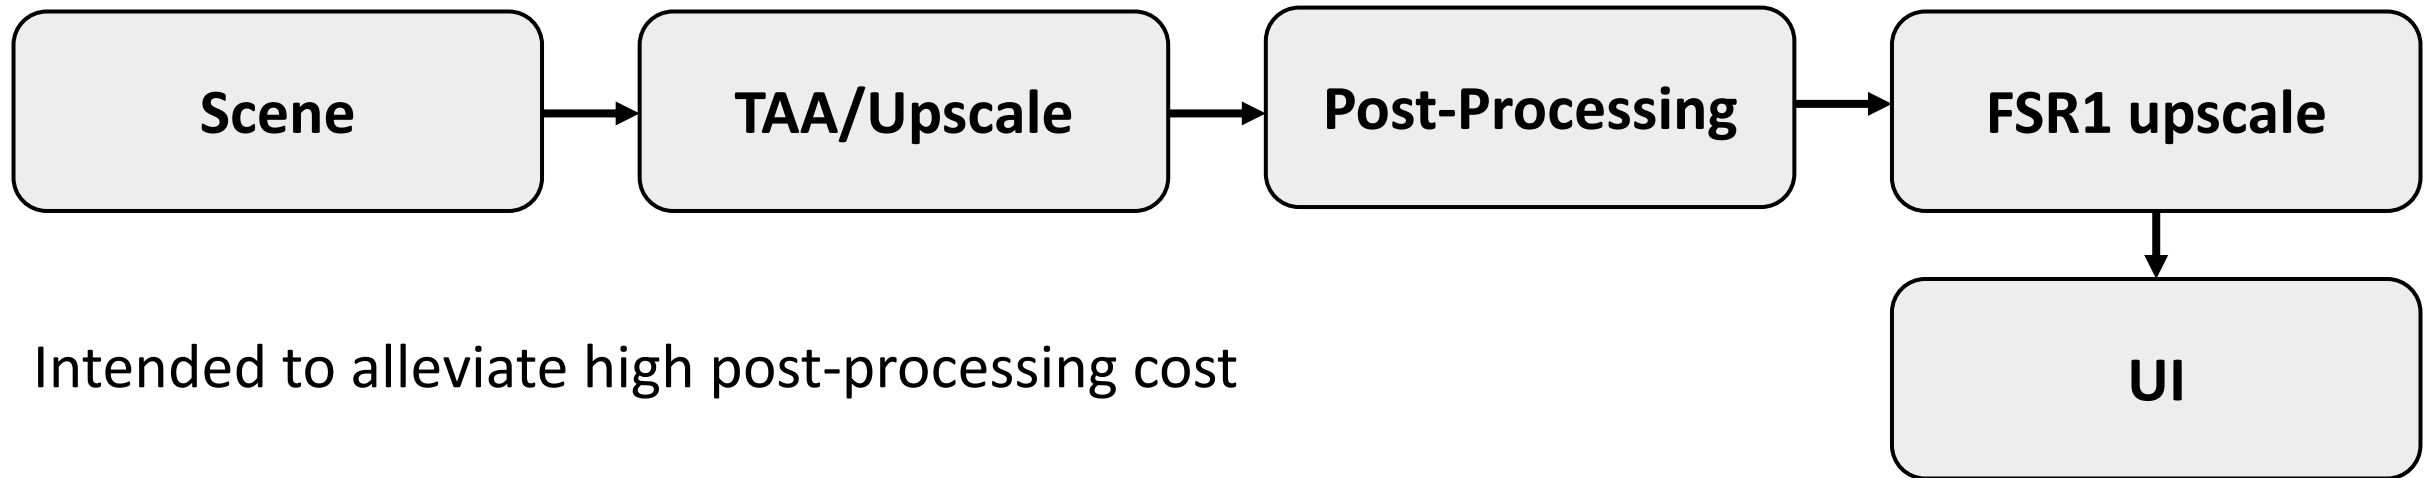 Scene
TAA/Upscale
Post-Processing
FSR1 upscale
Intended to alleviate high post-processing cost
UI